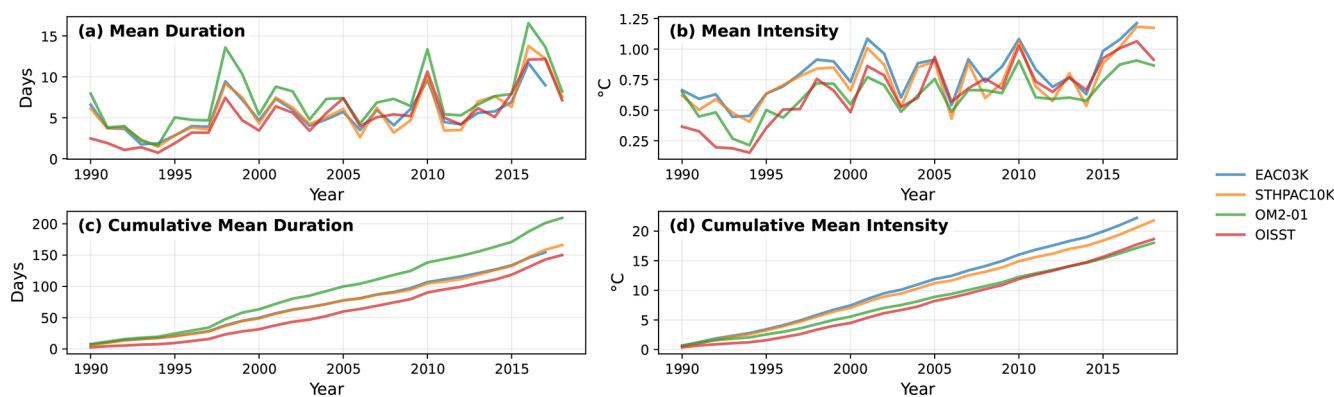 (a) Mean Duration
Days
15
10
5
0
1990 1995 2000 2005 2010 2015
Year
(b) Mean Intensity
°C
1.25
1.00
0.75
0.50
0.25
1990 1995 2000 2005 2010 2015
Year
(c) Cumulative Mean Duration
Days
200
150
100
50
0
1990 1995 2000 2005 2010 2015
Year
(d) Cumulative Mean Intensity
°C
20
15
10
5
0
1990 1995 2000 2005 2010 2015
Year
EAC03K
STHPAC10K
OM2-01
OISST